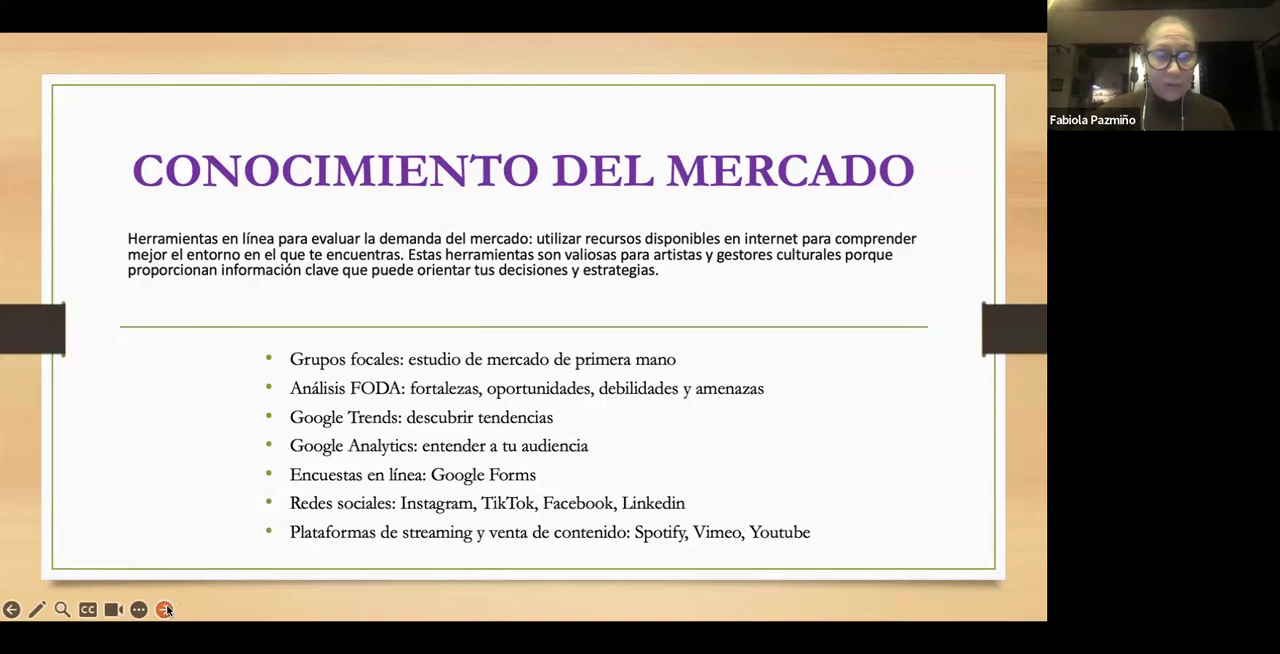 CONOCIMIENTO DEL MERCADO
Herramientas en línea para evaluar la demanda del mercado: utilizar recursos disponibles en internet para comprender
mejor el entorno en el que te encuentras. Estas herramientas son valiosas para artistas y gestores culturales porque
proporcionan información clave que puede orientar tus decisiones y estrategias.
• Grupos focales: estudio de mercado de primera mano
• Análisis FODA: fortalezas, oportunidades, debilidades y amenazas
• Google Trends: descubrir tendencias
• Google Analytics: entender a tu audiencia
• Encuestas en línea: Google Forms
• Redes sociales: Instagram, TikTok, Facebook, Linkedin
• Plataformas de streaming y venta de contenido: Spotify, Vimeo, Youtube
CC
Fabiola Pazmiño